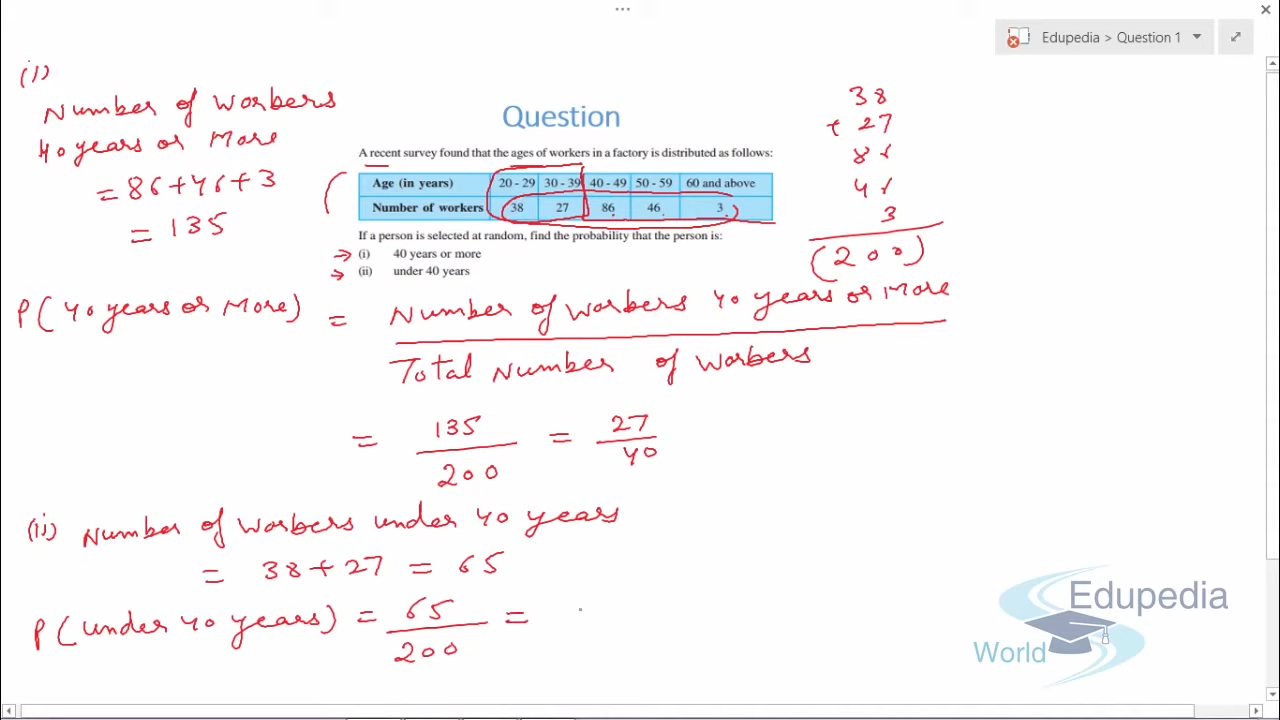 ...
Edupedia > Question 1
(i)
Number of Workers
40 years or More
= 86+46+3
= 135
Question
A recent survey found that the ages of workers in a factory is distributed as follows:
Age (in years) 20 - 29 30 - 39 40 - 49 50 - 59 60 and above
Number of workers 38 27 86 46 3
If a person is selected at random, find the probability that the person is:
(i) 40 years or more
(ii) under 40 years
38
+ 27
86
46
3
(200)
P( 40 years or More) = Number of Workers 40 years or More
Total Number of Workers
= 135 = 27
200 40
(ii) Number of Workers under 40 years
= 38+27 = 65
P(under 40 years) = 65 =
200
Edupedia
World